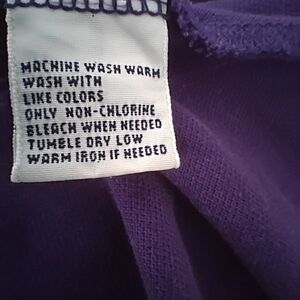 MACHINE WASH WARM
WASH WITH
LIKE COLORS
ONLY NON-CHLORINE
BLEACH WHEN NEEDED
TUMBLE DRY LOW
WARM IRON IF NEEDED